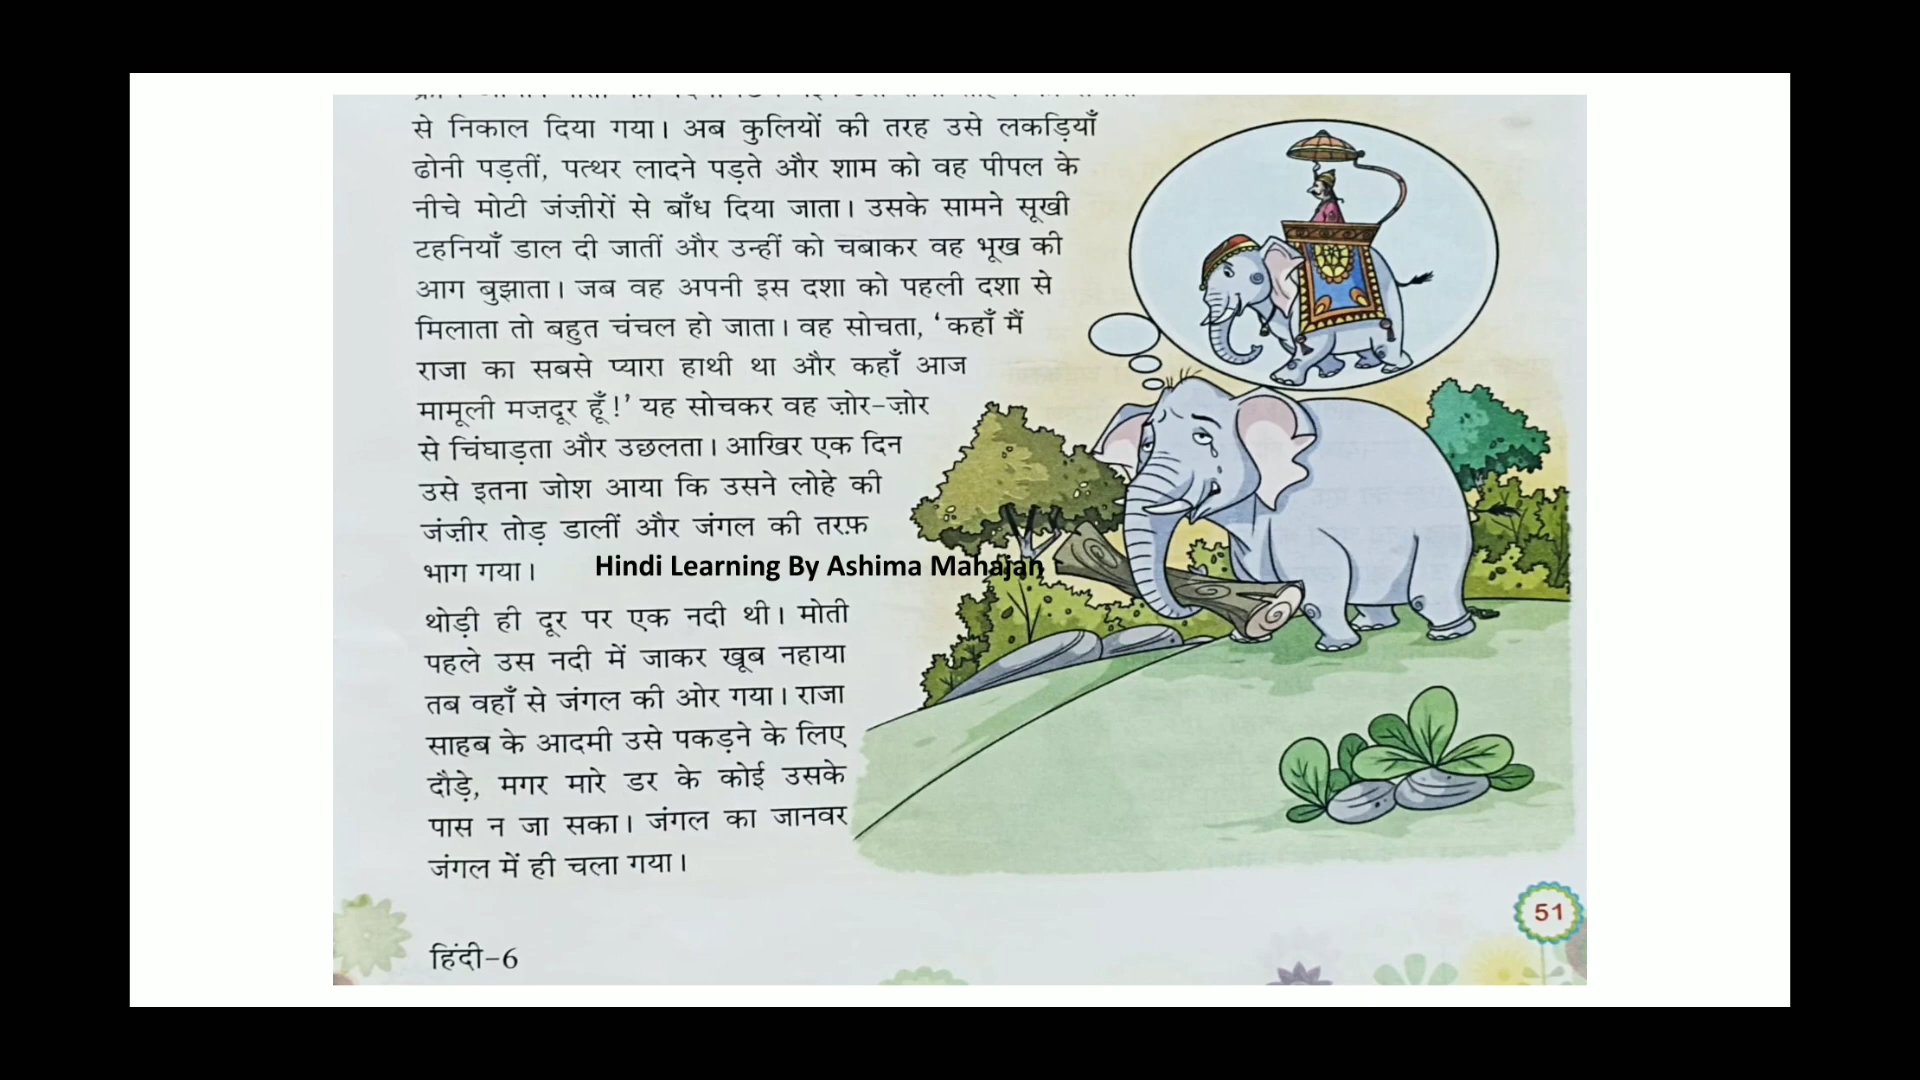 से निकाल दिया गया। अब कुलियों की तरह उसे लकड़ियाँ
ढोनी पड़तीं, पत्थर लादने पड़ते और शाम को वह पीपल के
नीचे मोटी जंज़ीरों से बाँध दिया जाता। उसके सामने सूखी
टहनियाँ डाल दी जातीं और उन्हीं को चबाकर वह भूख की
आग बुझाता। जब वह अपनी इस दशा को पहली दशा से
मिलाता तो बहुत चंचल हो जाता। वह सोचता, ‘कहाँ मैं
राजा का सबसे प्यारा हाथी था और कहाँ आज
मामूली मज़दूर हूँ!’ यह सोचकर वह ज़ोर-ज़ोर
से चिंघाड़ता और उछलता। आखिर एक दिन
उसे इतना जोश आया कि उसने लोहे की
जंज़ीर तोड़ डालीं और जंगल की तरफ़
भाग गया।
Hindi Learning By Ashima Mahajan
थोड़ी ही दूर पर एक नदी थी। मोती
पहले उस नदी में जाकर खूब नहाया
तब वहाँ से जंगल की ओर गया। राजा
साहब के आदमी उसे पकड़ने के लिए
दौड़े, मगर मारे डर के कोई उसके
पास न जा सका। जंगल का जानवर
जंगल में ही चला गया।
51
हिंदी-6